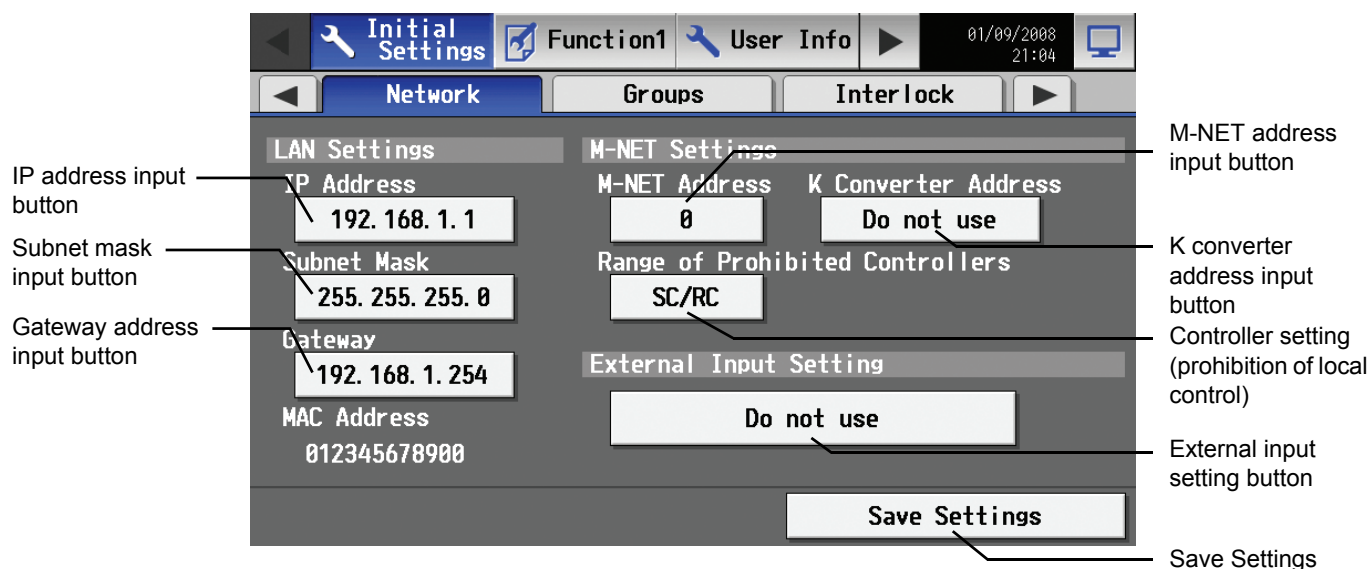 Initial
Settings
Function1
User Info
01/09/2008
21:04
Network
Groups
Interlock
LAN Settings
M-NET Settings
IP Address
M-NET Address
K Converter Address
192.168.1.1
0
Do not use
Subnet Mask
Range of Prohibited Controllers
255.255.255.0
SC/RC
Gateway
192.168.1.254
External Input Setting
Do not use
MAC Address
012345678900
Save Settings
IP address input
button
Subnet mask
input button
Gateway address
input button
M-NET address
input button
K converter
address input
button
Controller setting
(prohibition of local
control)
External input
setting button
Save Settings